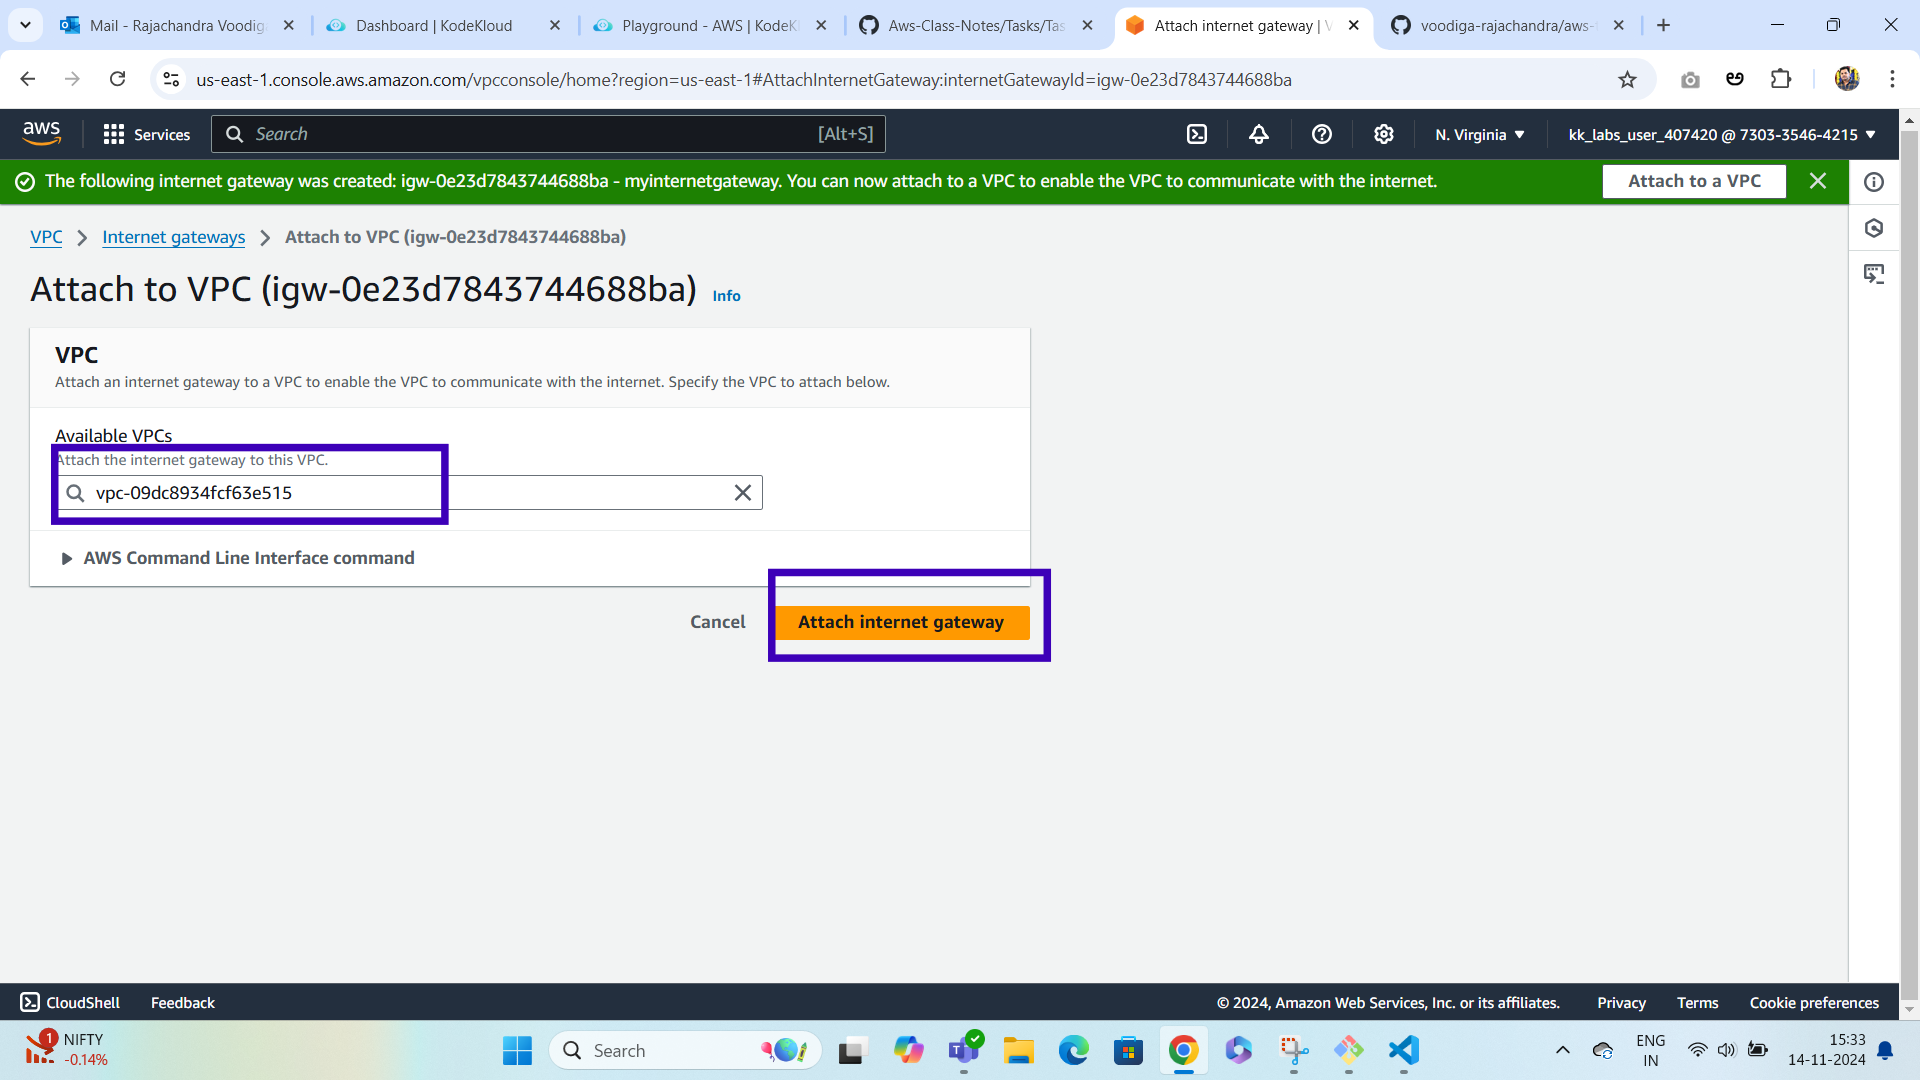 Mail - Rajachandra Voodig
Dashboard | KodeKloud
Playground - AWS | KodeK
Aws-Class-Notes/Tasks/Tas
Attach internet gateway | V
voodiga-rajachandra/aws-
us-east-1.console.aws.amazon.com/vpcconsole/home?region=us-east-1#AttachInternetGateway:internetGatewayId=igw-0e23d7843744688ba
aws
Services
Search
[Alt+S]
N. Virginia
kk_labs_user_407420 @ 7303-3546-4215
The following internet gateway was created: igw-0e23d7843744688ba - myinternetgateway. You can now attach to a VPC to enable the VPC to communicate with the internet.
Attach to a VPC
VPC
Internet gateways
Attach to VPC (igw-0e23d7843744688ba)
Attach to VPC (igw-0e23d7843744688ba)
Info
VPC
Attach an internet gateway to a VPC to enable the VPC to communicate with the internet. Specify the VPC to attach below.
Available VPCs
Attach the internet gateway to this VPC.
vpc-09dc8934fcf63e515
AWS Command Line Interface command
Cancel
Attach internet gateway
CloudShell
Feedback
© 2024, Amazon Web Services, Inc. or its affiliates.
Privacy
Terms
Cookie preferences
1
NIFTY
-0.14%
Search
ENG
IN
15:33
14-11-2024